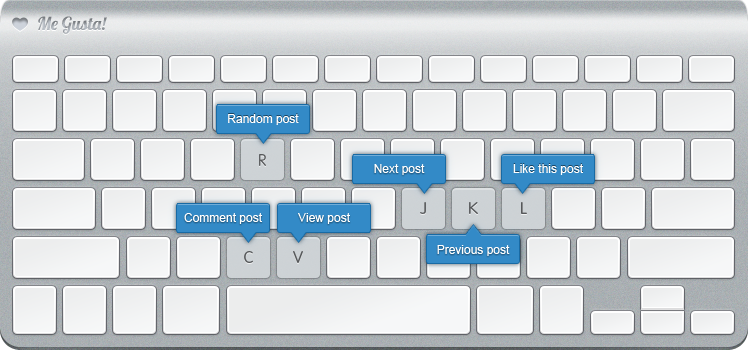 Me Gusta!
Random post
R
Next post
Like this post
J
K
L
Comment post
View post
Previous post
C
V